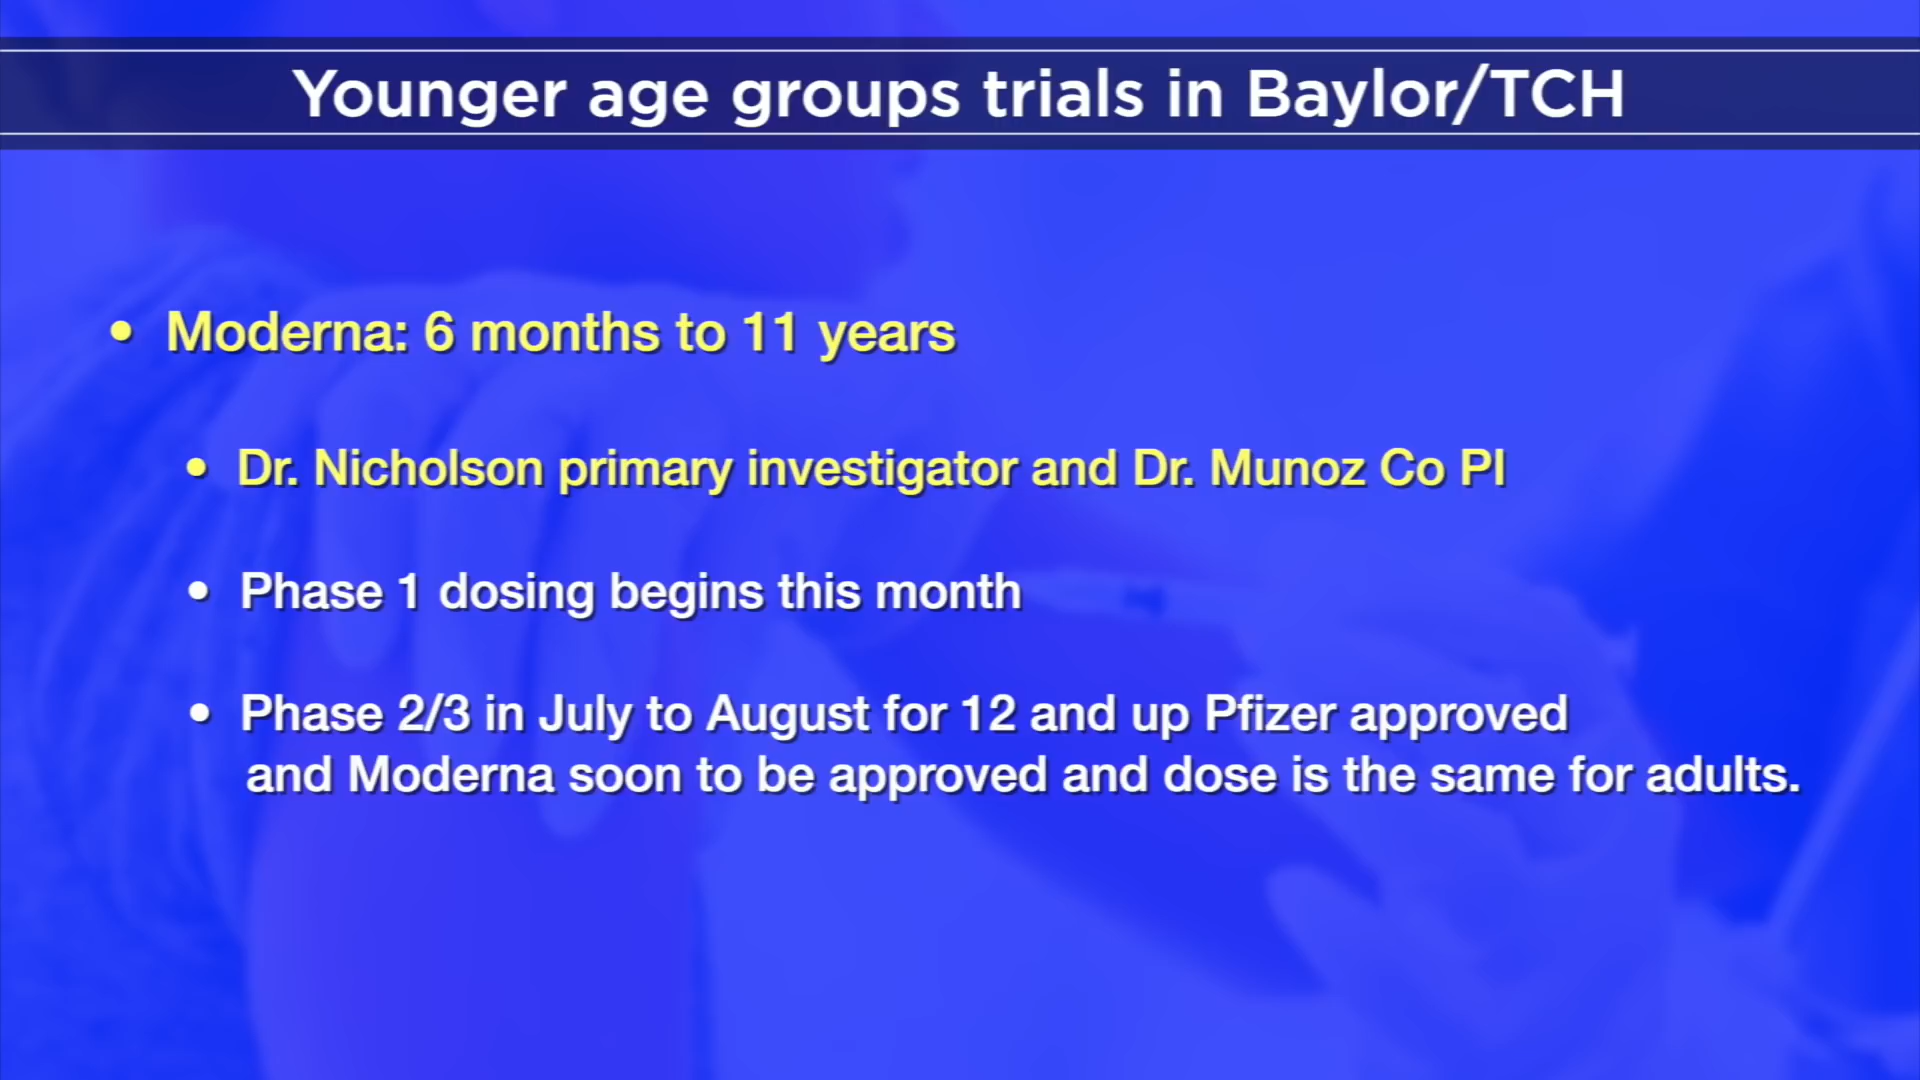 Younger age groups trials in Baylor/TCH
• Moderna: 6 months to 11 years
• Dr. Nicholson primary investigator and Dr. Munoz Co PI
• Phase 1 dosing begins this month
• Phase 2/3 in July to August for 12 and up Pfizer approved
and Moderna soon to be approved and dose is the same for adults.